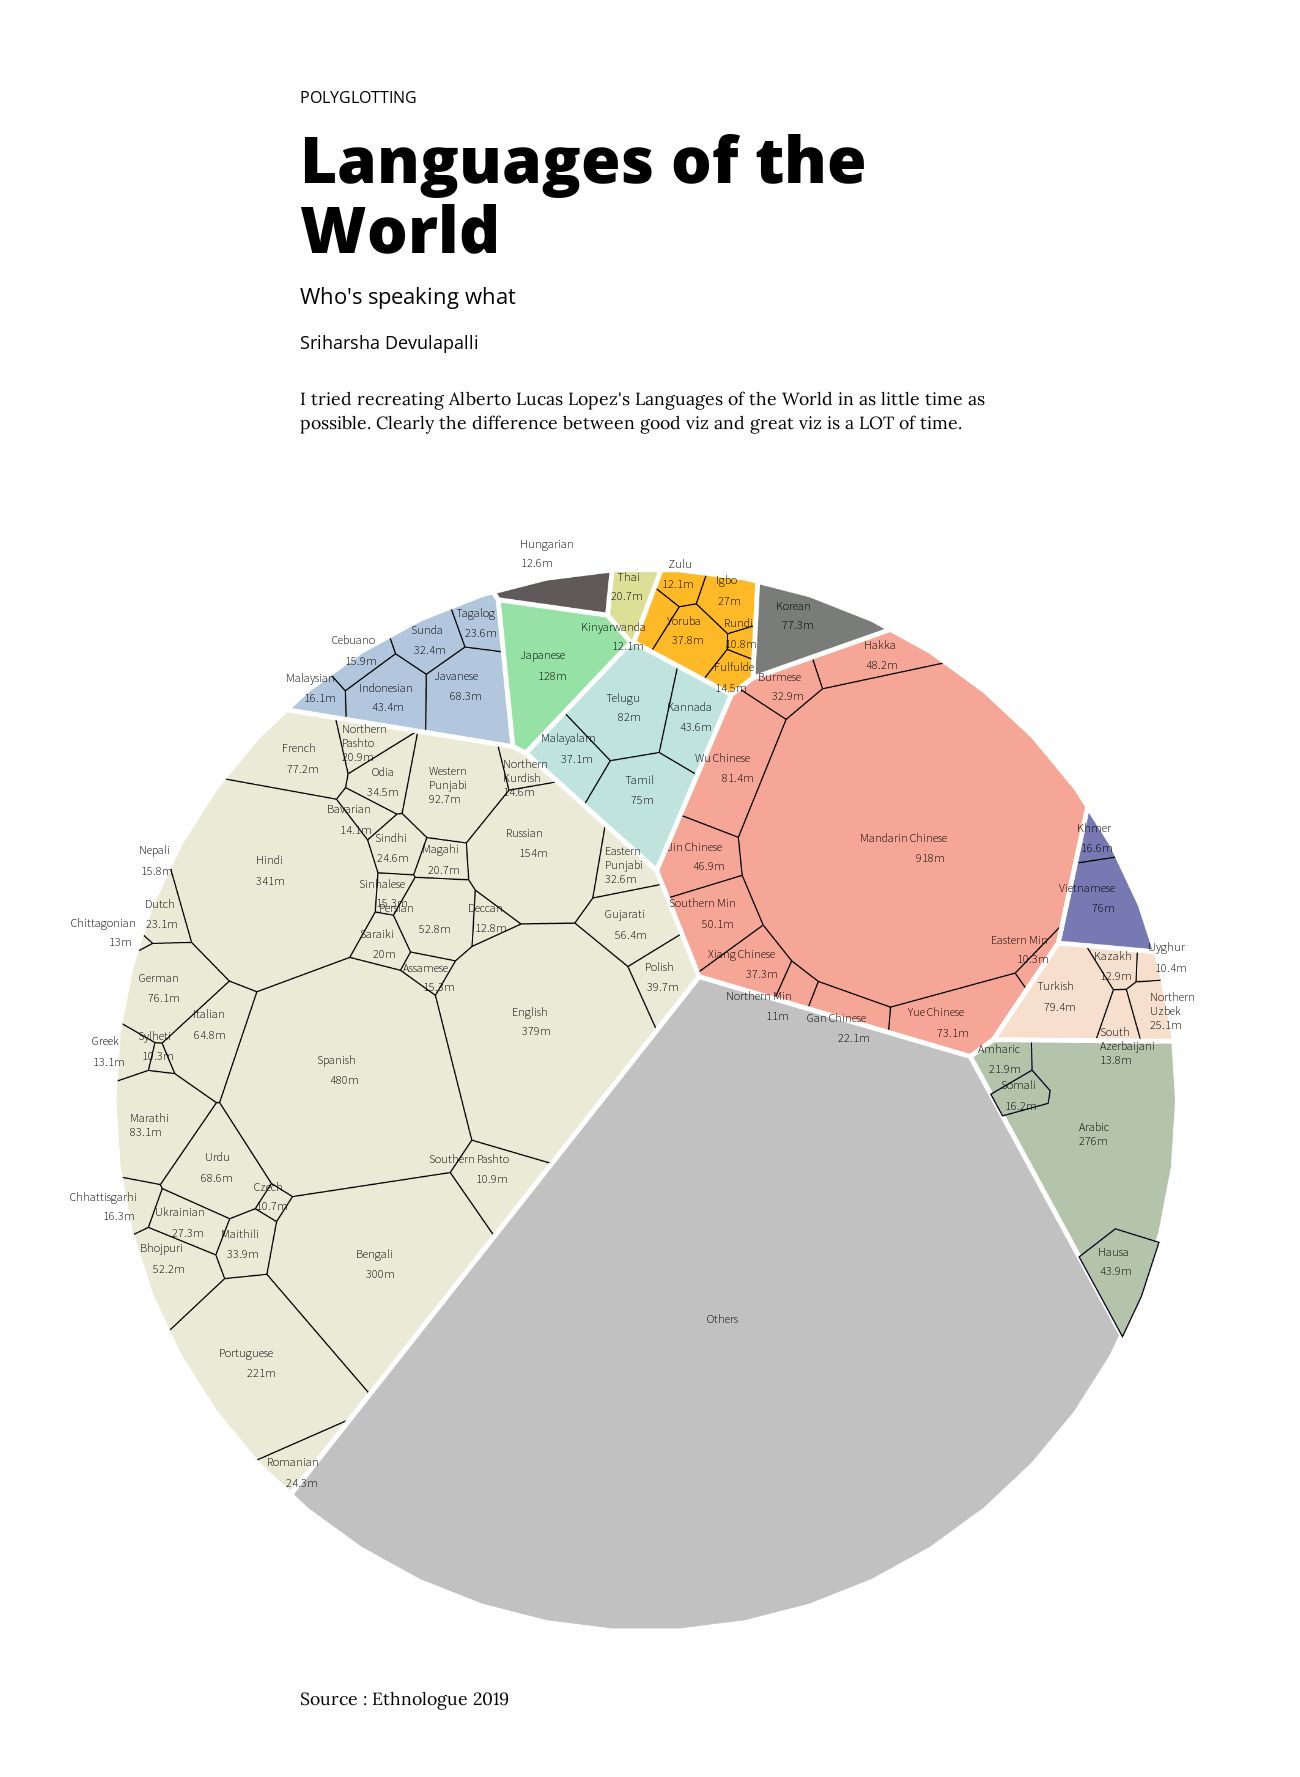 POLYGLOTTING
Languages of the
World
Who's speaking what
Sriharsha Devulapalli
I tried recreating Alberto Lucas Lopez's Languages of the World in as little time as
possible. Clearly the difference between good viz and great viz is a LOT of time.
Hungarian
12.6m
Thai
20.7m
Zulu
12.1m
Igbo
27m
Yoruba
37.8m
Rundi
10.8m
Kinyarwanda
12.1m
Fulfulde
14.5m
Korean
77.3m
Tagalog
23.6m
Sunda
32.4m
Cebuano
15.9m
Malaysian
16.1m
Indonesian
43.4m
Javanese
68.3m
Japanese
128m
Telugu
82m
Kannada
43.6m
Malayalam
37.1m
Tamil
75m
Hakka
48.2m
Burmese
32.9m
Wu Chinese
81.4m
Mandarin Chinese
918m
Jin Chinese
46.9m
Southern Min
50.1m
Xiang Chinese
37.3m
Northern Min
11m
Gan Chinese
22.1m
Yue Chinese
73.1m
Eastern Min
10.3m
Khmer
16.6m
Vietnamese
76m
Uyghur
10.4m
Kazakh
12.9m
Turkish
79.4m
Northern
Uzbek
25.1m
South
Azerbaijani
13.8m
Amharic
21.9m
Somali
16.2m
Arabic
276m
Hausa
43.9m
French
77.2m
Northern
Pashto
20.9m
Odia
34.5m
Western
Punjabi
92.7m
Northern
Kurdish
14.6m
Bavarian
14.1m
Sindhi
24.6m
Magahi
20.7m
Russian
154m
Eastern
Punjabi
32.6m
Hindi
341m
Nepali
15.8m
Sinhalese
15.3m
Persian
52.8m
Deccan
12.8m
Gujarati
56.4m
Dutch
23.1m
Chittagonian
13m
Saraiki
20m
Assamese
15.3m
Polish
39.7m
German
76.1m
Italian
64.8m
English
379m
Greek
13.1m
Sylheti
10.3m
Spanish
480m
Marathi
83.1m
Urdu
68.6m
Southern Pashto
10.9m
Czech
10.7m
Chhattisgarhi
16.3m
Ukrainian
27.3m
Maithili
33.9m
Bhojpuri
52.2m
Bengali
300m
Portuguese
221m
Romanian
24.3m
Others
Source : Ethnologue 2019